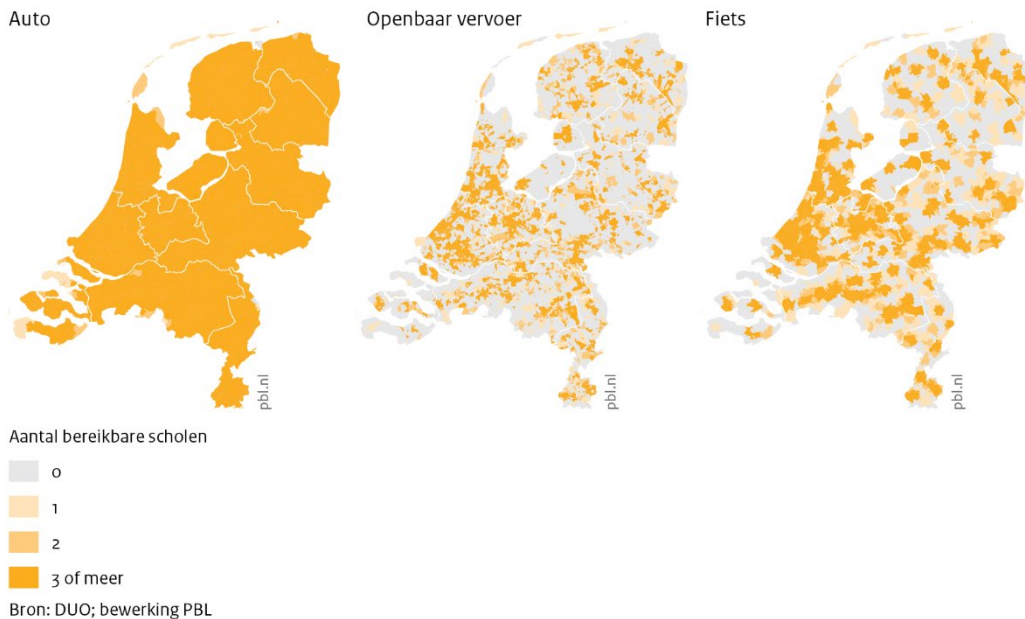 Auto
Openbaar vervoer
Fiets
pbl.nl
pbl.nl
pbl.nl
Aantal bereikbare scholen
0
1
2
3 of meer
Bron: DUO; bewerking PBL